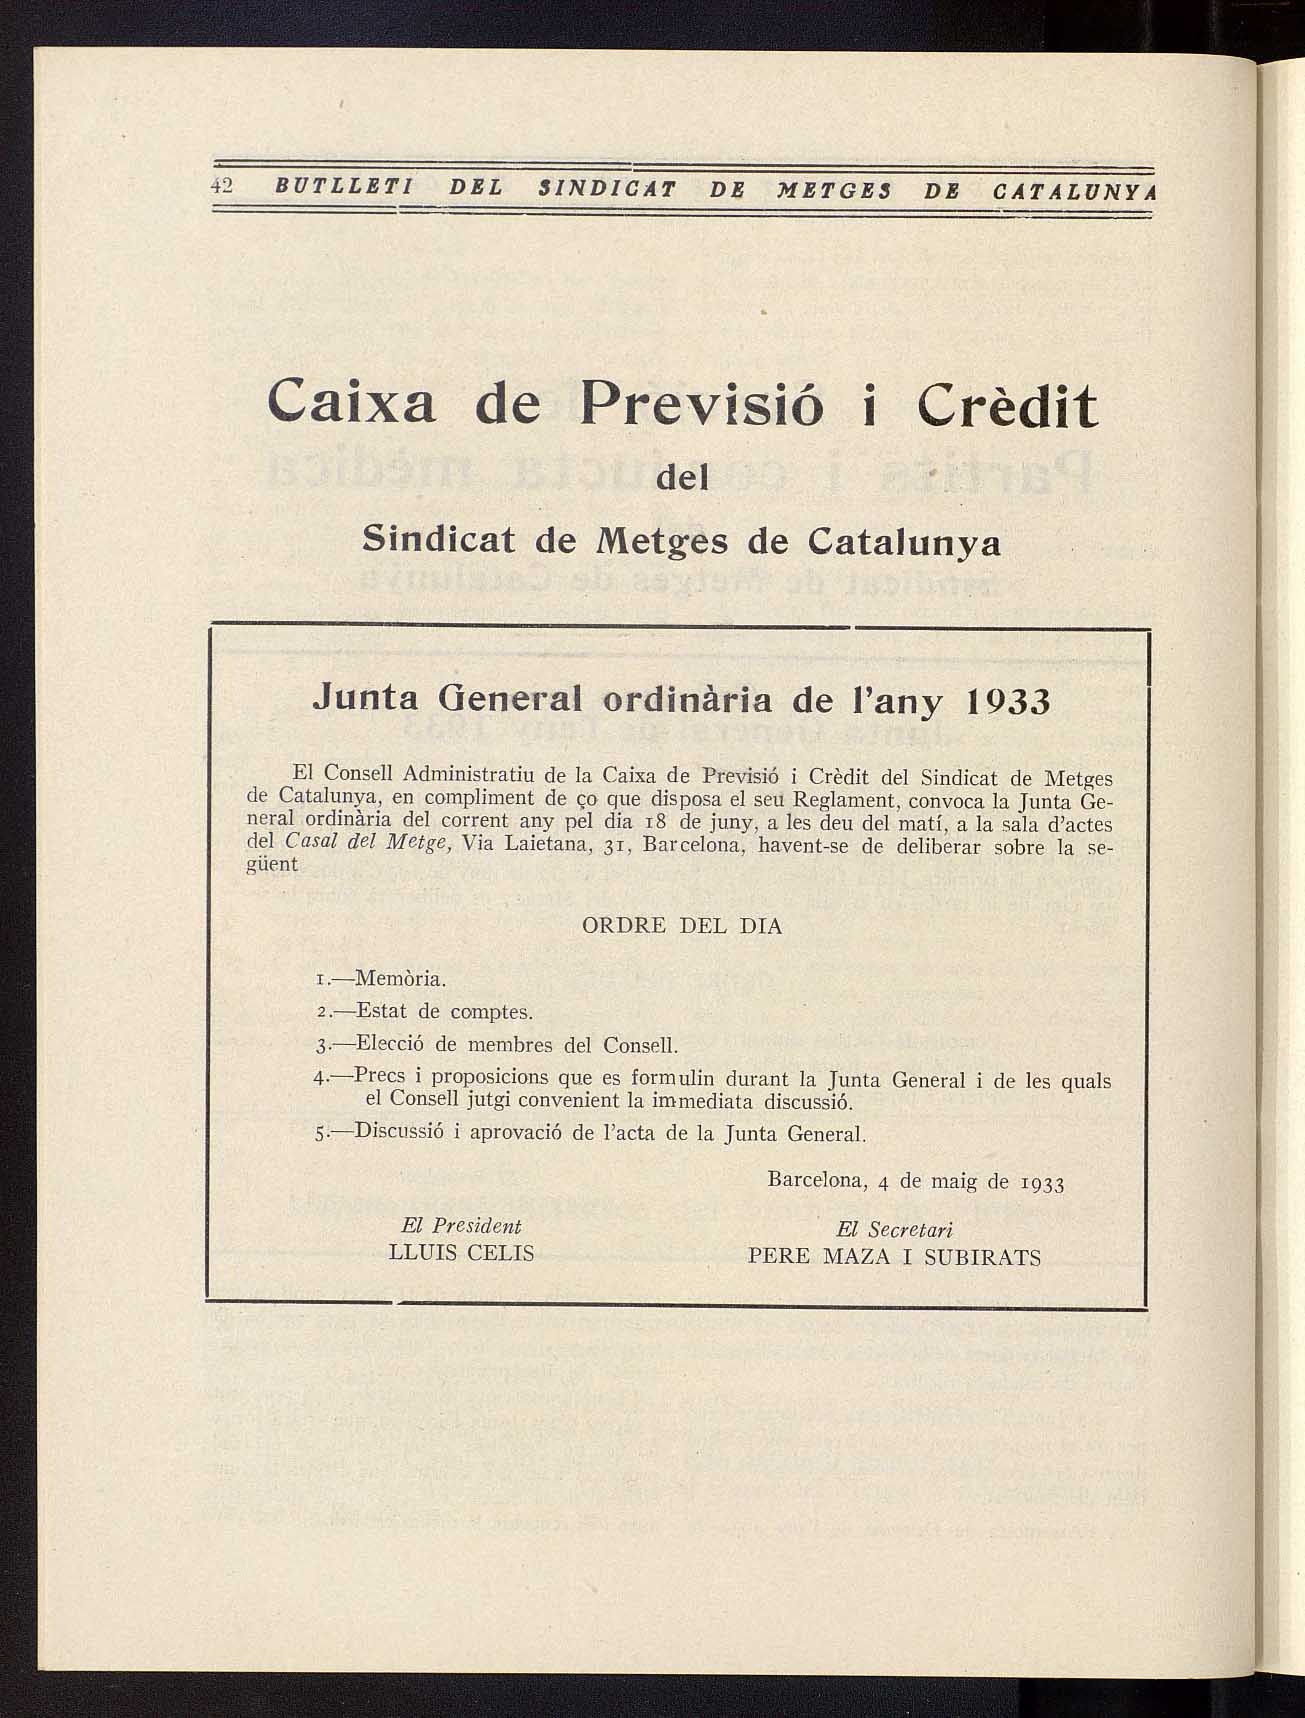 42 BUTLLETI DEL SINDICAT DE METGES DE CATALUNYA
Caixa de Previsió i Crèdit
del
Sindicat de Metges de Catalunya
Junta General ordinària de l'any 1933
El Consell Administratiu de la Caixa de Previsió i Crèdit del Sindicat de Metges
de Catalunya, en compliment de ço que disposa el seu Reglament, convoca la Junta Ge-
neral ordinària del corrent any pel dia 18 de juny, a les deu del matí, a la sala d'actes
del Casal del Metge, Via Laietana, 31, Barcelona, havent-se de deliberar sobre la se-
güent
ORDRE DEL DIA
1.—Memòria.
2.—Estat de comptes.
3.—Elecció de membres del Consell.
4.—Precs i proposicions que es formulin durant la Junta General i de les quals
el Consell jutgi convenient la immediata discussió.
5.—Discussió i aprovació de l'acta de la Junta General.
Barcelona, 4 de maig de 1933
El President
LLUIS CELIS
El Secretari
PERE MAZA I SUBIRATS